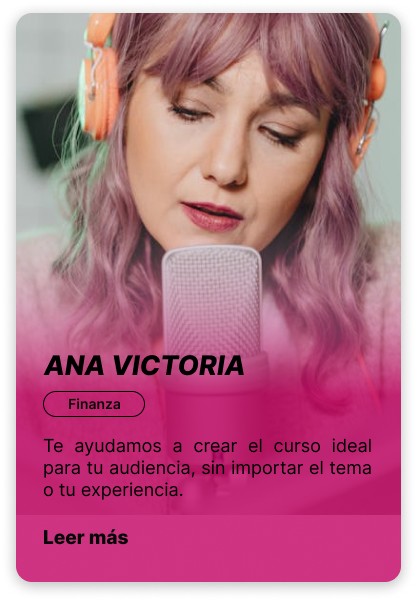 ANA VICTORIA
Finanza
Te ayudamos a crear el curso ideal
para tu audiencia, sin importar el tema
o tu experiencia.
Leer más